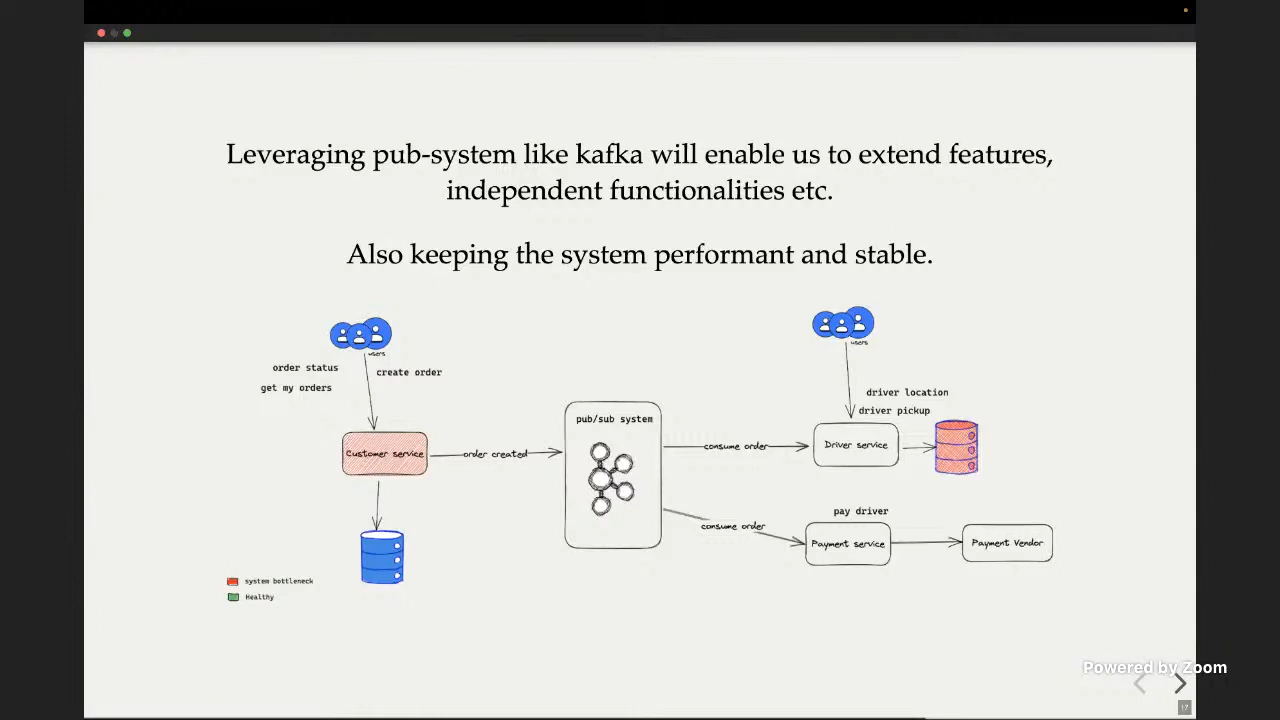 Leveraging pub-system like kafka will enable us to extend features,
independent functionalities etc.
Also keeping the system performant and stable.
users
order status
create order
get my orders
Customer service
order created
pub/sub system
consume order
consume order
users
driver location
driver pickup
Driver service
pay driver
Payment service
Payment Vendor
system bottleneck
Healthy
Powered by Zoom
17